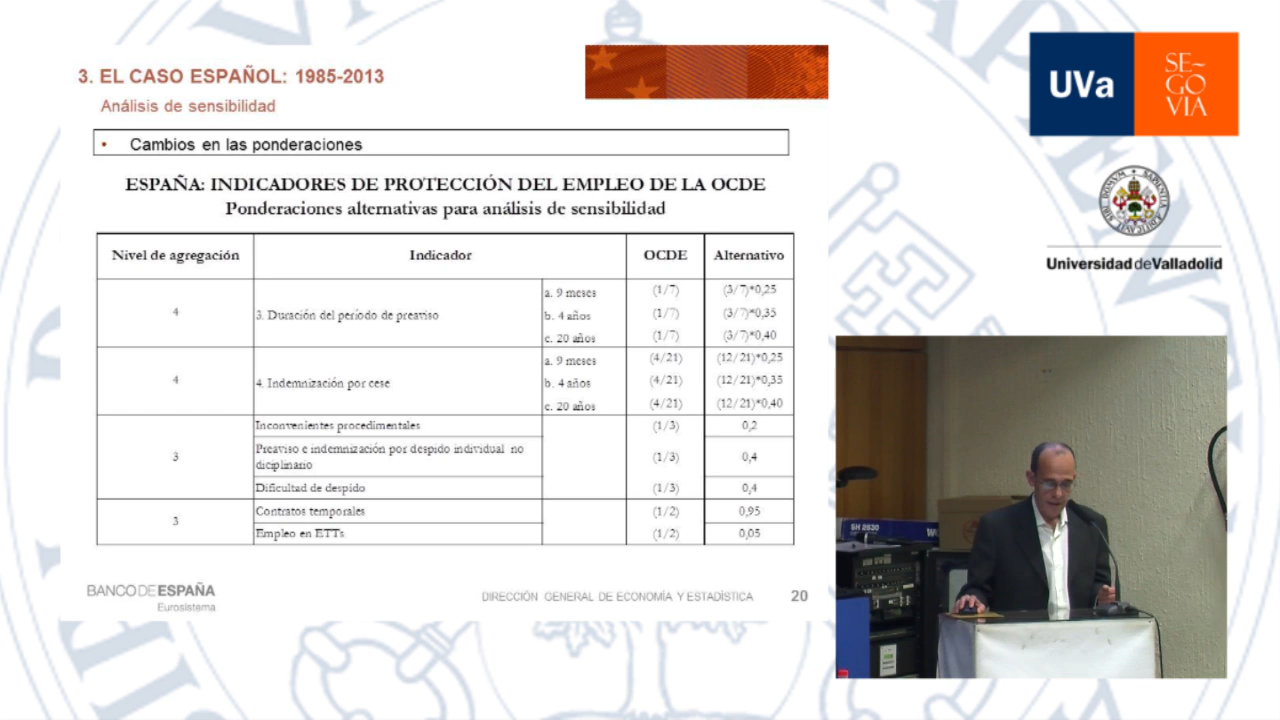 3. EL CASO ESPAÑOL: 1985-2013
Análisis de sensibilidad
• Cambios en las ponderaciones
ESPAÑA: INDICADORES DE PROTECCIÓN DEL EMPLEO DE LA OCDE
Ponderaciones alternativas para análisis de sensibilidad
Nivel de agregación Indicador OCDE Alternativo
4 3. Duración del período de preaviso
a. 9 meses (1/7) (3/7)*0,25
b. 4 años (1/7) (3/7)*0,35
c. 20 años (1/7) (3/7)*0,40
4 4. Indemnización por cese
a. 9 meses (4/21) (12/21)*0,25
b. 4 años (4/21) (12/21)*0,35
c. 20 años (4/21) (12/21)*0,40
3
Inconvenientes procedimentales (1/3) 0,2
Preaviso e indemnización por despido individual no
diciplinario (1/3) 0,4
Dificultad de despido (1/3) 0,4
3
Contratos temporales (1/2) 0,95
Empleo en ETTs (1/2) 0,05
BANCO DE ESPAÑA
Eurosistema
DIRECCIÓN GENERAL DE ECONOMÍA Y ESTADÍSTICA 20
UVa
SE~
GO
VIA
Universidad de Valladolid